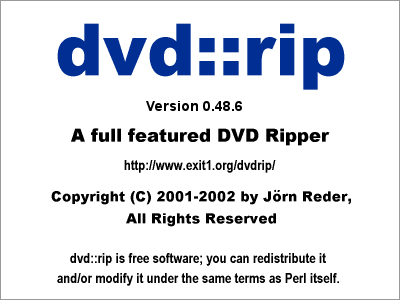 dvd::rip
Version 0.48.6
A full featured DVD Ripper
http://www.exit1.org/dvdrip/
Copyright (C) 2001-2002 by Jörn Reder,
All Rights Reserved
dvd::rip is free software; you can redistribute it
and/or modify it under the same terms as Perl itself.